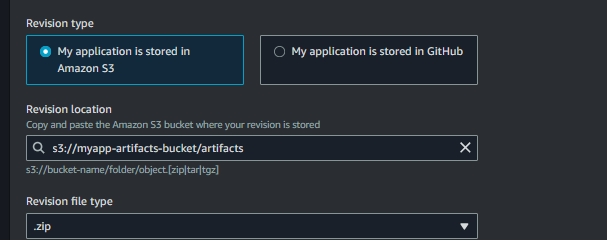 Revision type
My application is stored in
Amazon S3
My application is stored in GitHub
Revision location
Copy and paste the Amazon S3 bucket where your revision is stored
s3://myapp-artifacts-bucket/artifacts
s3://bucket-name/folder/object.[zip|tar|tgz]
Revision file type
.zip